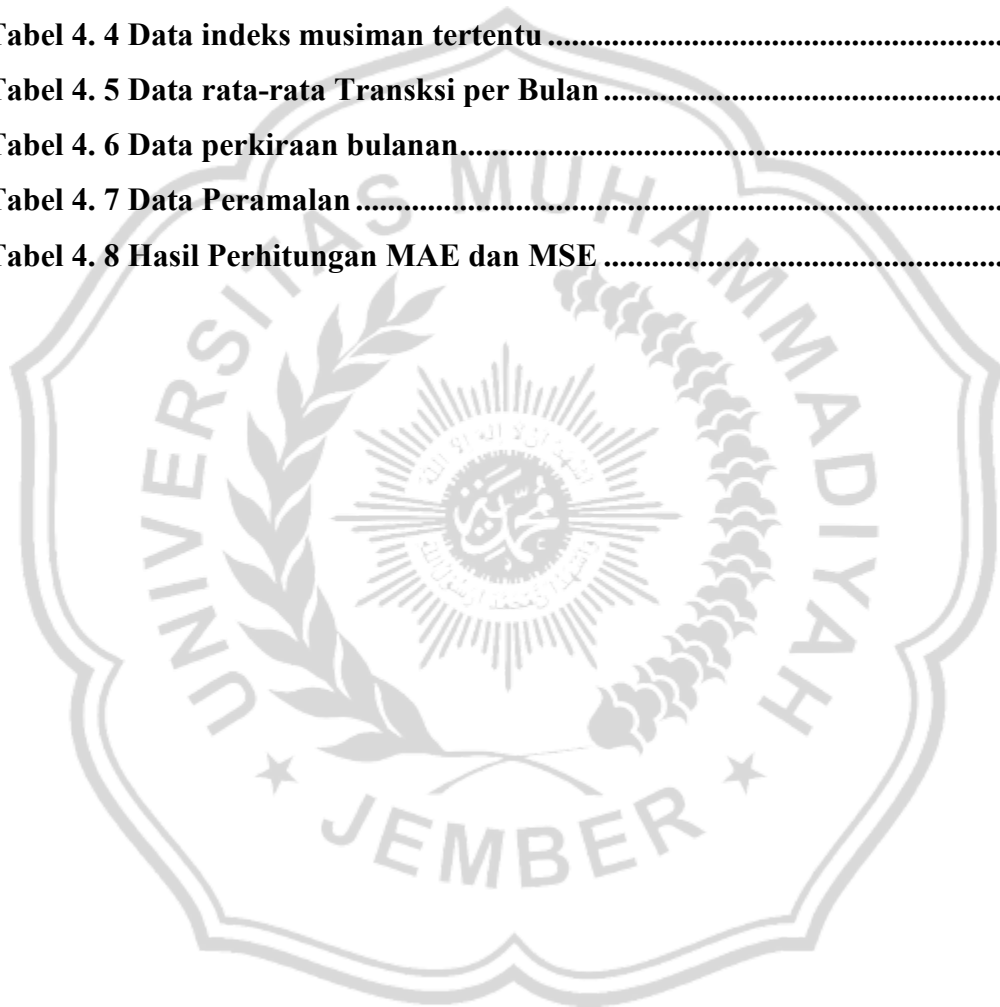 Tabel 4. 4 Data indeks musiman tertentu ........................................................
Tabel 4. 5 Data rata-rata Transksi per Bulan ..................................................
Tabel 4. 6 Data perkiraan bulanan....................................................................
Tabel 4. 7 Data Peramalan ................................................................................
Tabel 4. 8 Hasil Perhitungan MAE dan MSE ..................................................
UNIVERSITAS MUHAMMADIYAH
JEMBER